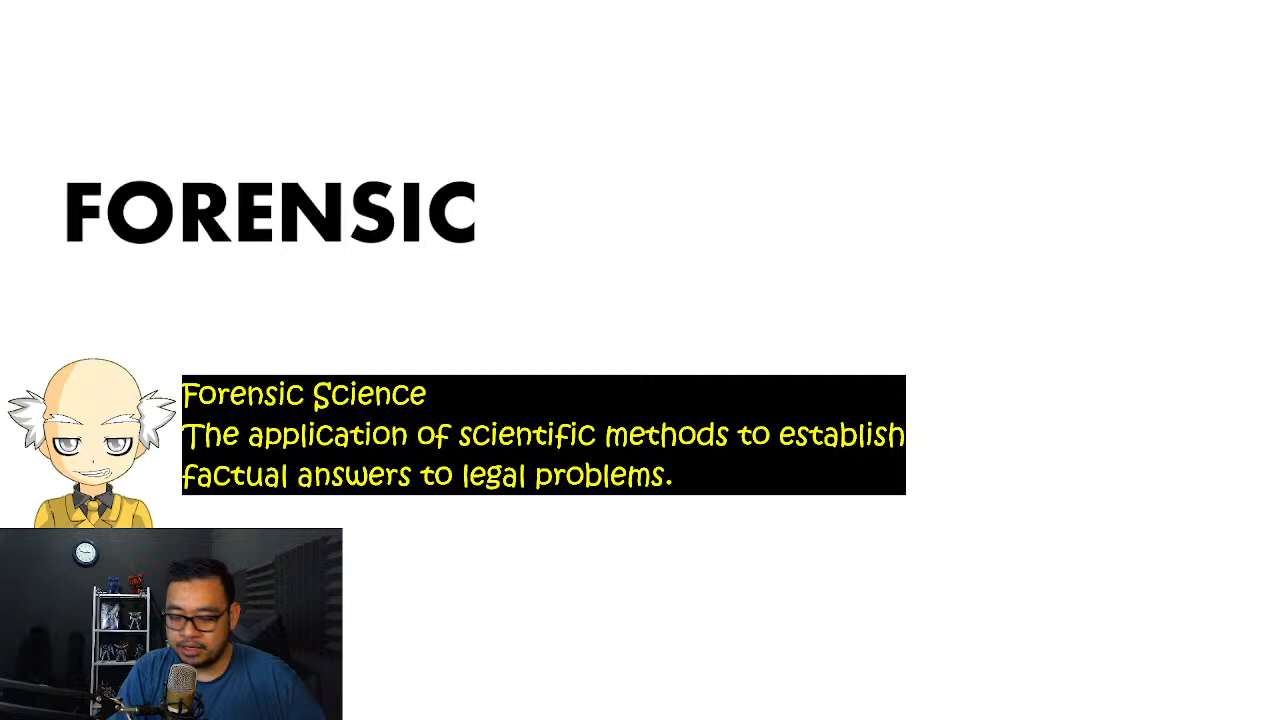 FORENSIC
Forensic Science
The application of scientific methods to establish
factual answers to legal problems.